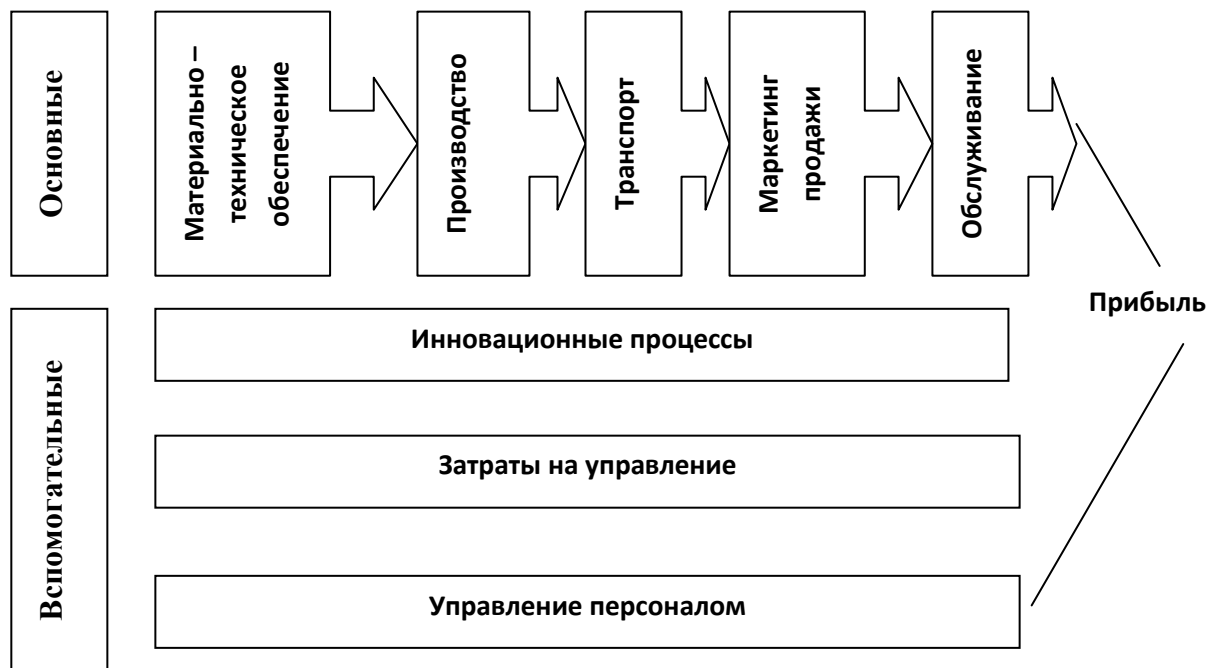 Основные
Материально –
техническое
обеспечение
Производство
Транспорт
Маркетинг
продажи
Обслуживание
Прибыль
Вспомогательные
Инновационные процессы
Затраты на управление
Управление персоналом